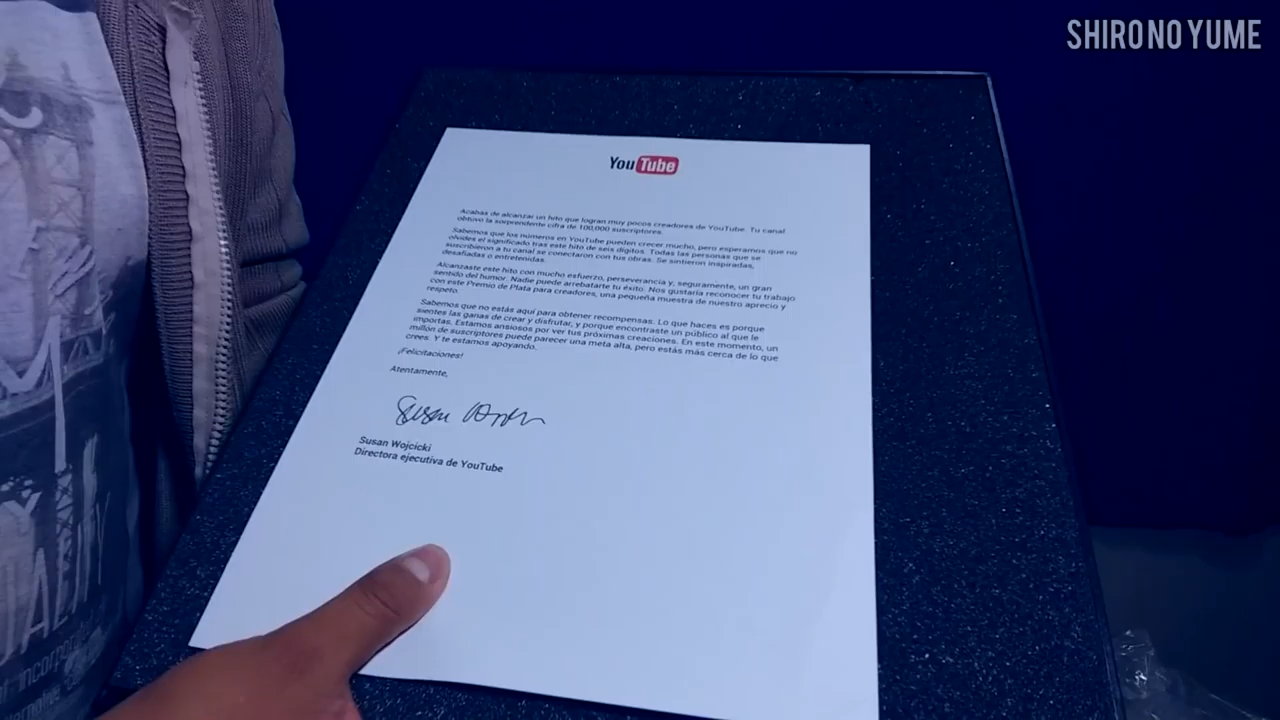 SHIRO NO YUME
YouTube
Acabas de alcanzar un hito que logran muy pocos creadores de YouTube. Tu canal
obtuvo la sorprendente cifra de 100,000 suscriptores.
Sabemos que los números en YouTube pueden crecer mucho, pero esperamos que no
olvides el significado tras este hito de seis dígitos. Todas las personas que se
suscribieron a tu canal se conectaron con tus obras. Se sintieron inspiradas,
desafiadas o entretenidas.
Alcanzaste este hito con mucho esfuerzo, perseverancia y, seguramente, un gran
sentido del humor. Nadie puede arrebatarte tu éxito. Nos gustaría reconocer tu trabajo
con este Premio de Plata para creadores, una pequeña muestra de nuestro aprecio y
respeto.
Sabemos que no estás aquí para obtener recompensas. Lo que haces es porque
sientes las ganas de crear y disfrutar, y porque encontraste un público al que le
importas. Estamos ansiosos por ver tus próximas creaciones. En este momento, un
millón de suscriptores puede parecer una meta alta, pero estás más cerca de lo que
crees. Y te estamos apoyando.
¡Felicitaciones!
Atentamente,
Susan Wojcicki
Directora ejecutiva de YouTube